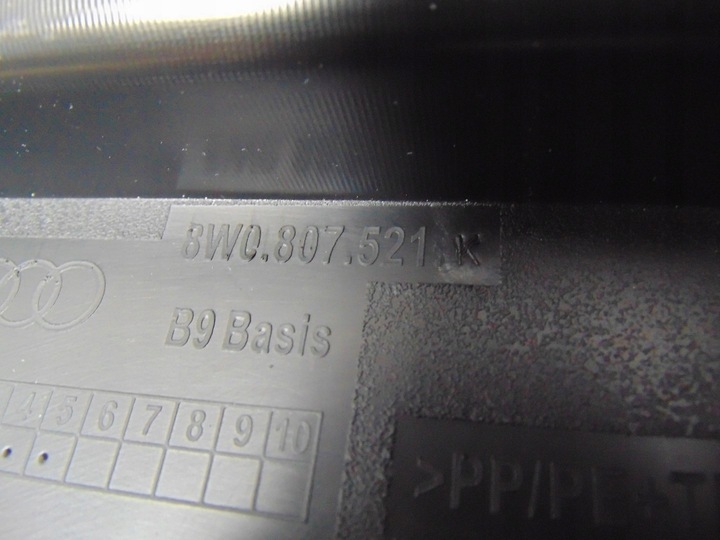 8W0.807.521 K
B9 Basis
4 5 6 7 8 9 10
>PP/PE+T